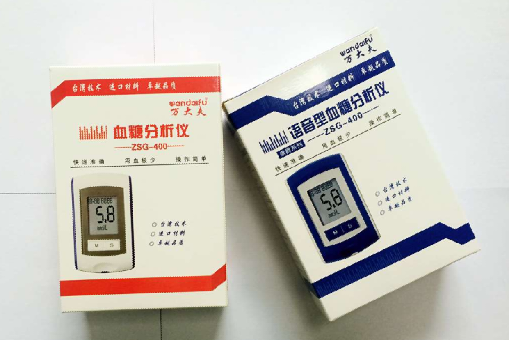 wandaifu
万大夫
台湾技术 进口材料 卓越品质
血糖分析仪
ZSG-400
快速准确 用血极少 操作简单
5.8
M
台湾技术
进口材料
卓越品质
wandaifu
万大夫
台湾技术 进口材料 卓越品质
语音型血糖分析仪
ZSG-400
快速准确 用血极少 操作简单
5.8
M
台湾技术
进口材料
卓越品质